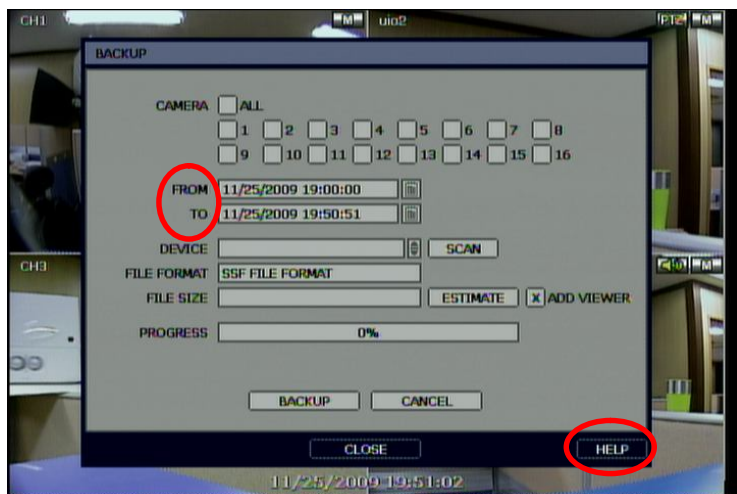 CH1 M uio2 PTZ M
BACKUP
CAMERA ALL
1 2 3 4 5 6 7 8
9 10 11 12 13 14 15 16
FROM 11/25/2009 19:00:00
TO 11/25/2009 19:50:51
DEVICE SCAN
CH3 M
FILE FORMAT SSF FILE FORMAT
FILE SIZE ESTIMATE X ADD VIEWER
PROGRESS 0%
BACKUP CANCEL
CLOSE HELP
11/25/2009 19:51:02